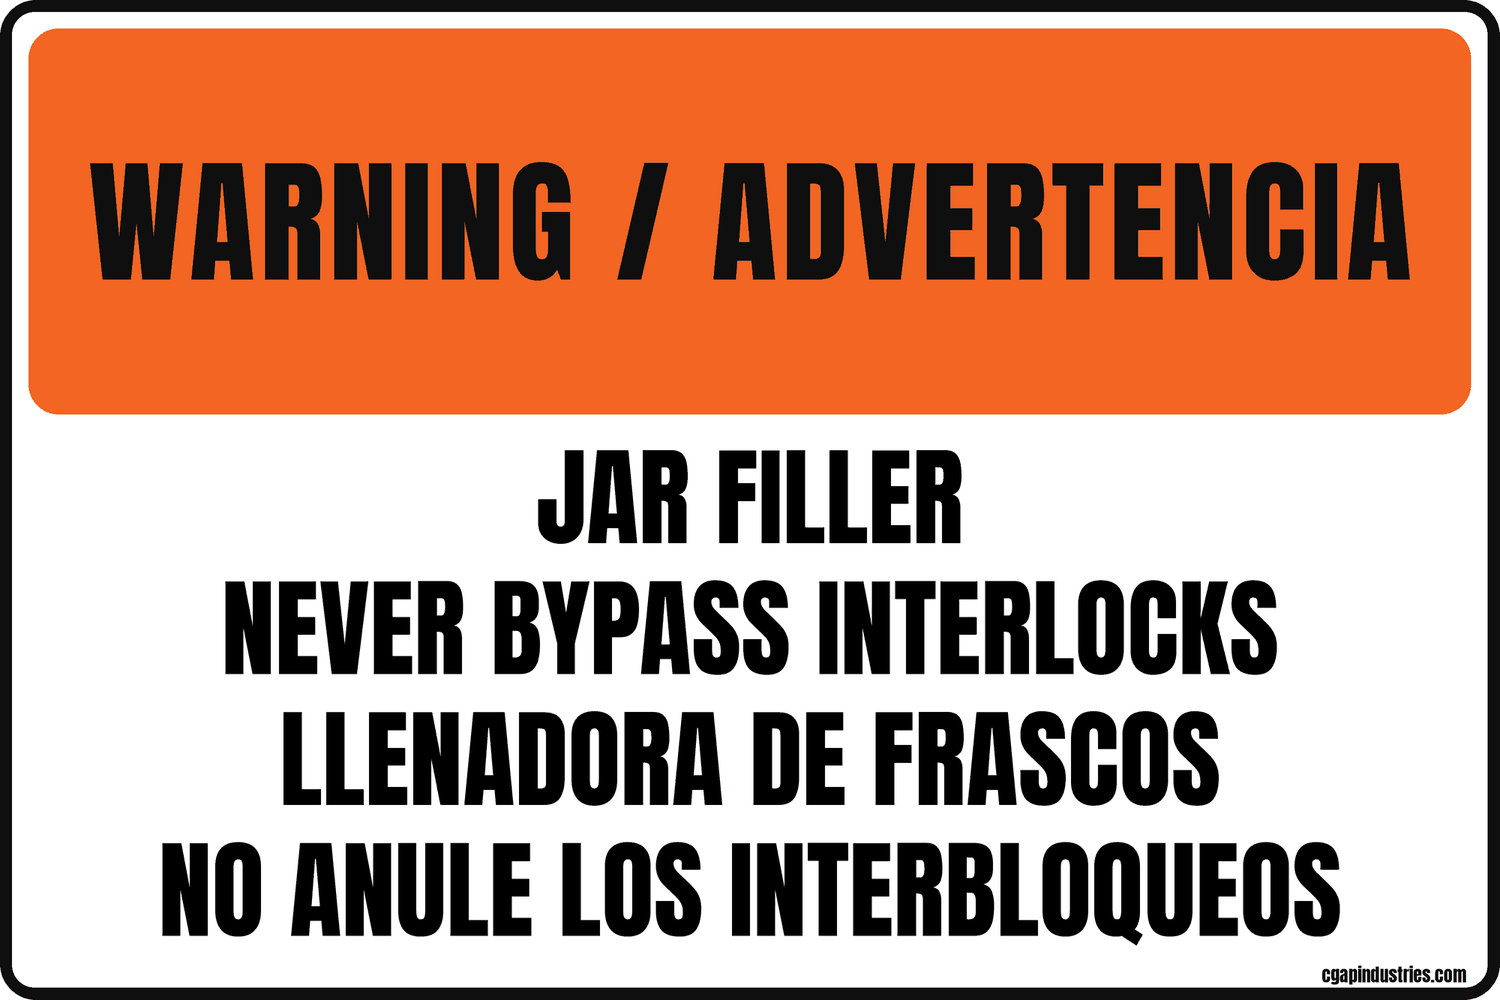 WARNING / ADVERTENCIA
JAR FILLER
NEVER BYPASS INTERLOCKS
LLENADORA DE FRASCOS
NO ANULE LOS INTERBLOQUEOS
cgapindustries.com